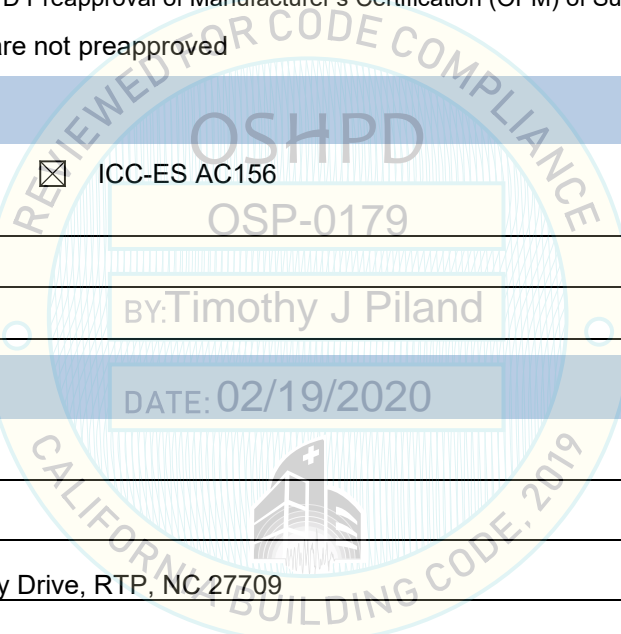 D Preapproval of Manufacturer's Certification (OPM) of Su
are not preapproved
REVIEWED FOR CODE COMPLIANCE
OSHPD
☒ ICC-ES AC156
OSP-0179
BY:Timothy J Piland
DATE: 02/19/2020
y Drive, RTP, NC 27709
CALIFORNIA BUILDING CODE, 2019